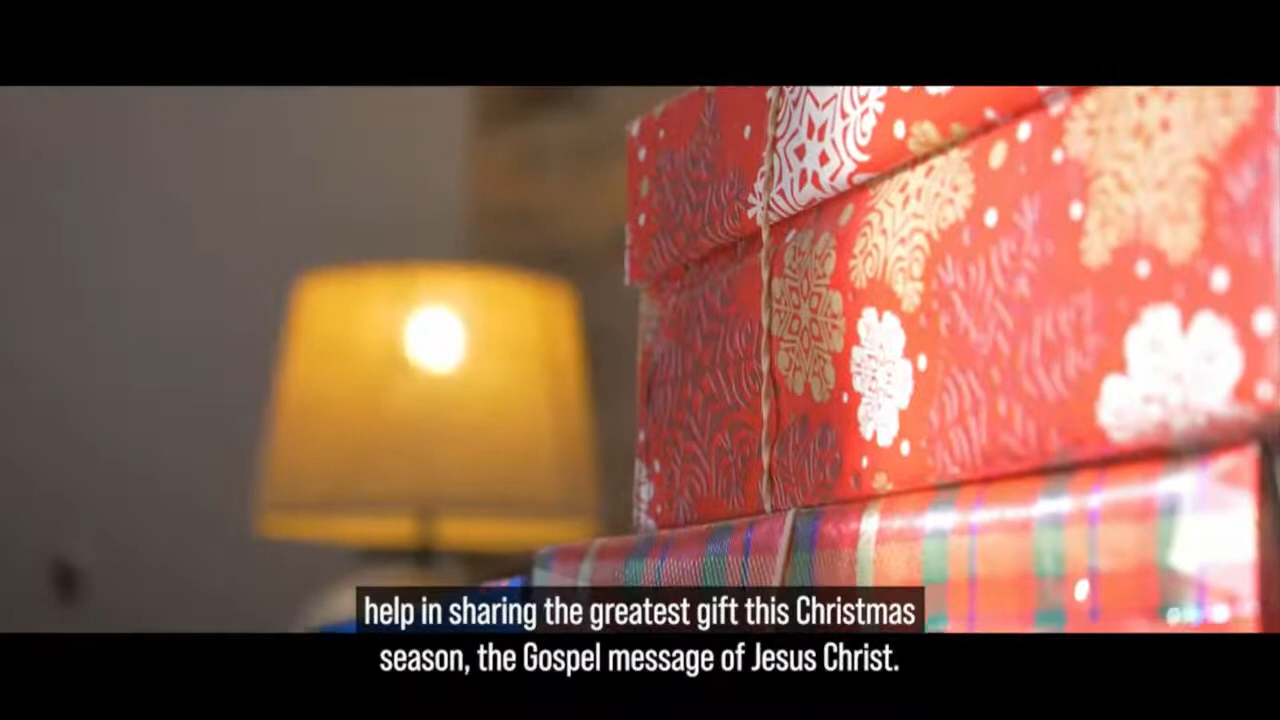 help in sharing the greatest gift this Christmas
season, the Gospel message of Jesus Christ.